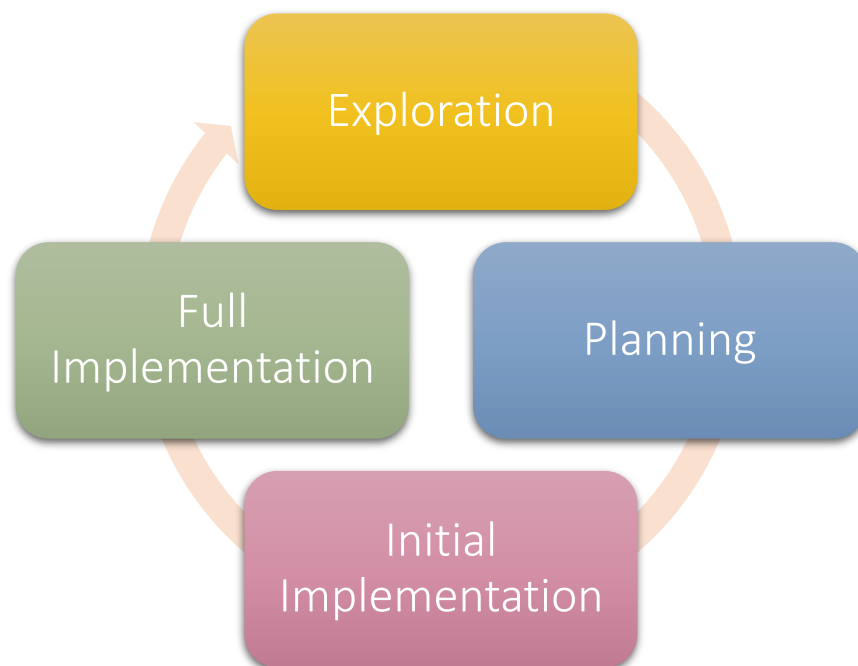 Exploration
Planning
Initial
Implementation
Full
Implementation